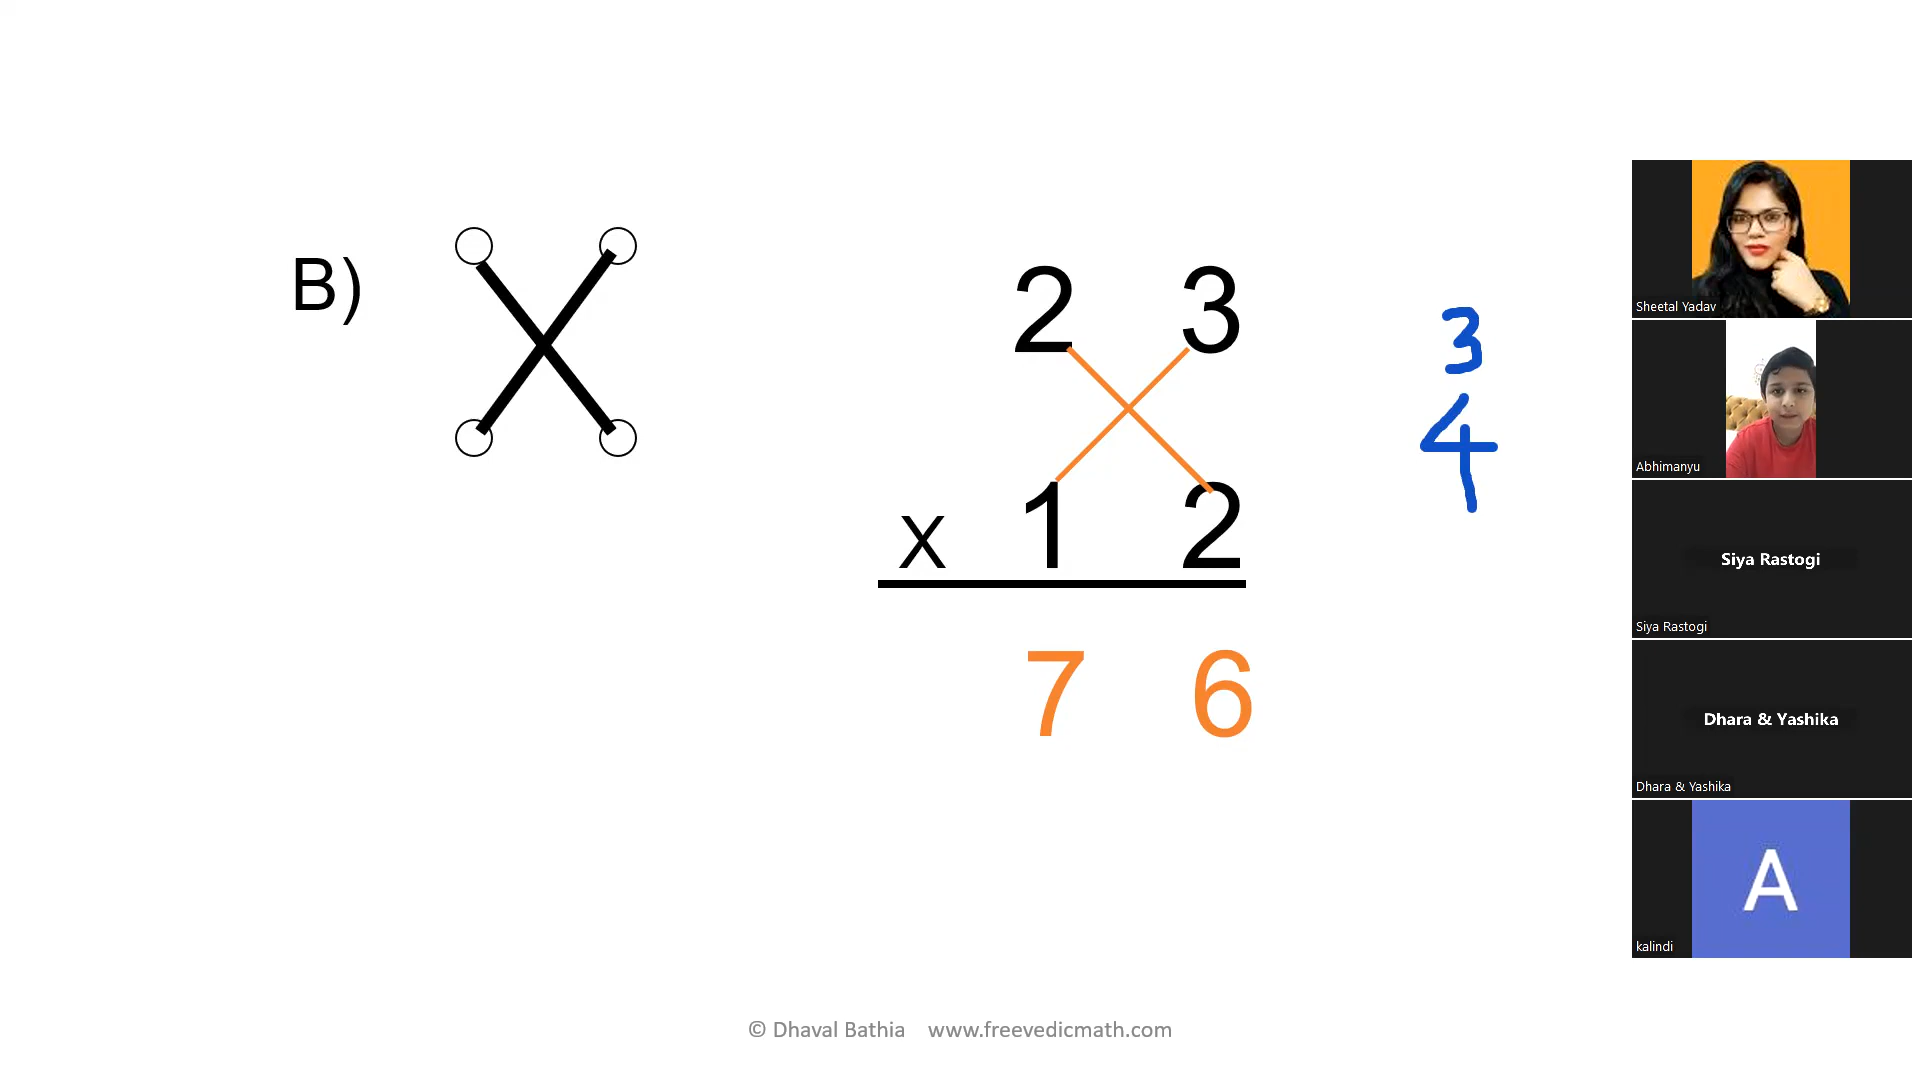 B)
2 3
x 1 2
7 6
3
4
Sheetal Yadav
Abhimanyu
Siya Rastogi
Siya Rastogi
Dhara & Yashika
Dhara & Yashika
A
kalindi
© Dhaval Bathia www.freevedicmath.com